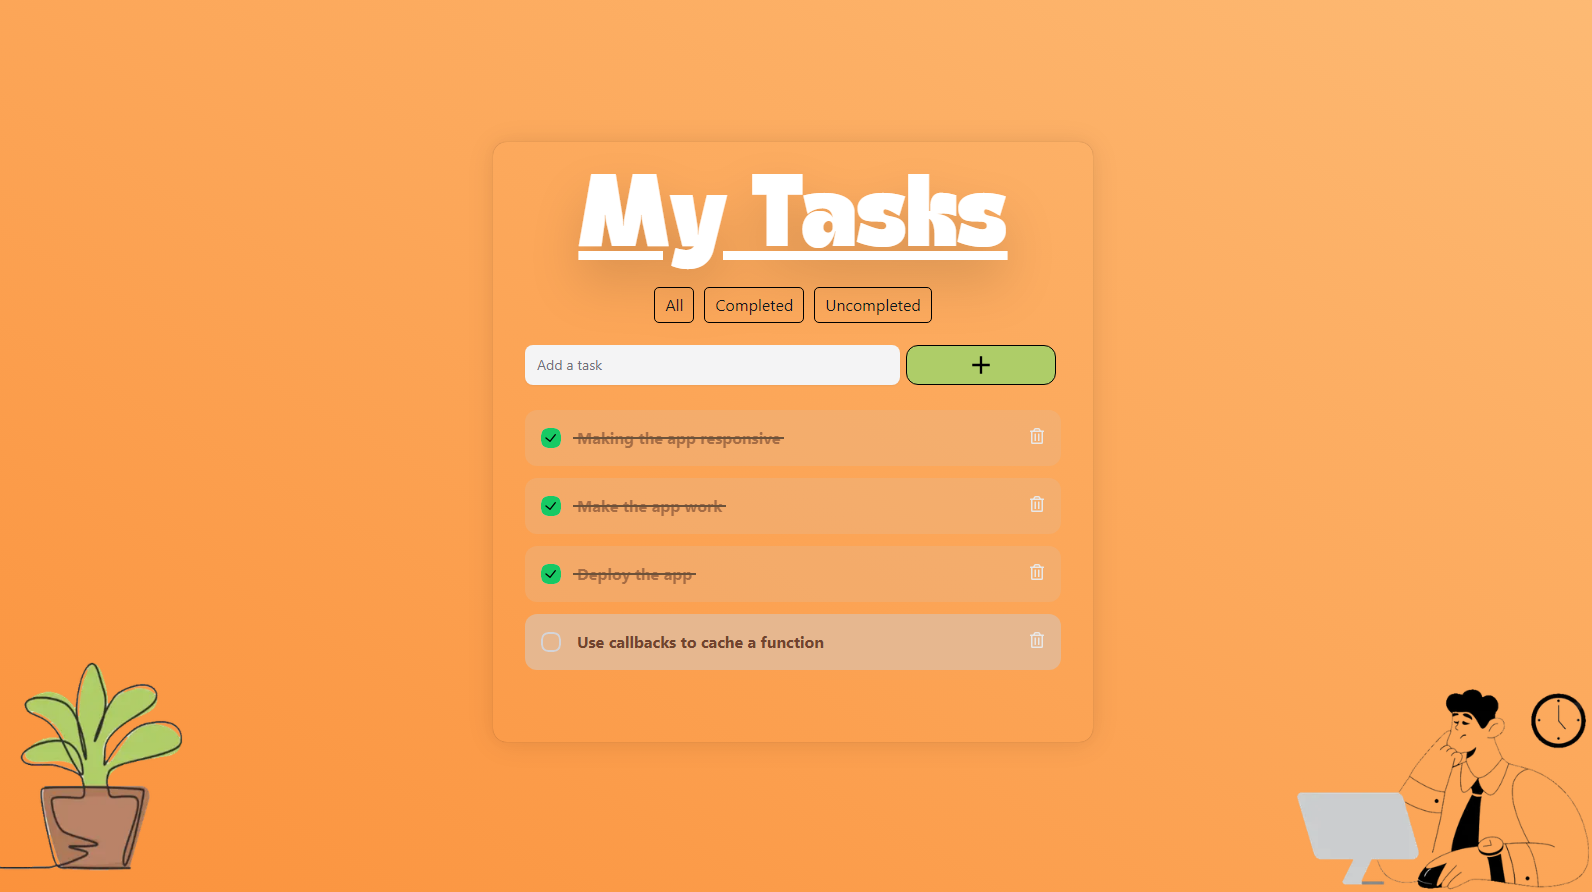 My Tasks
All Completed Uncompleted
Add a task
Making the app responsive
Make the app work
Deploy the app
Use callbacks to cache a function